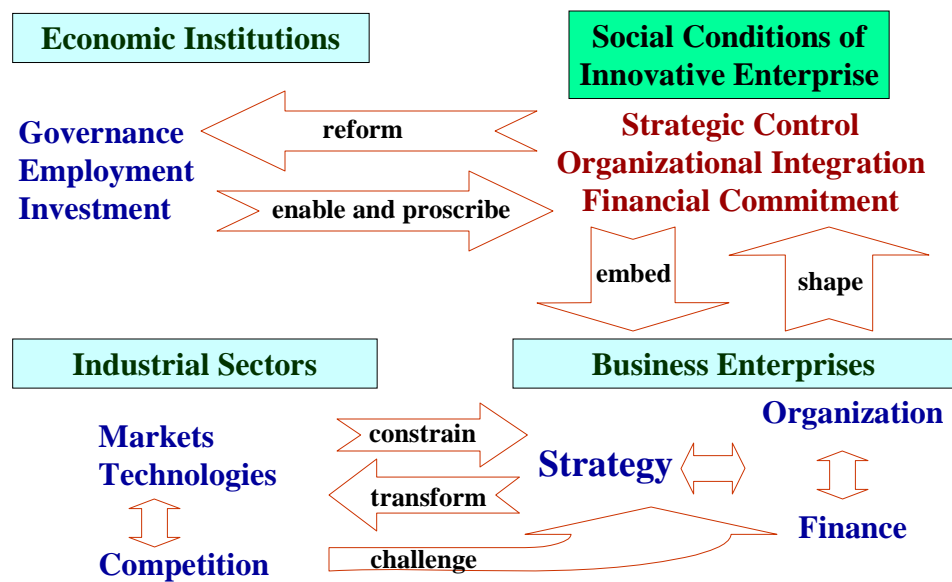 Economic Institutions
Social Conditions of
Innovative Enterprise
reform
Governance
Employment
Investment
enable and proscribe
Strategic Control
Organizational Integration
Financial Commitment
embed
shape
Industrial Sectors
Business Enterprises
Markets
Technologies
constrain
transform
Competition
challenge
Organization
Strategy
Finance